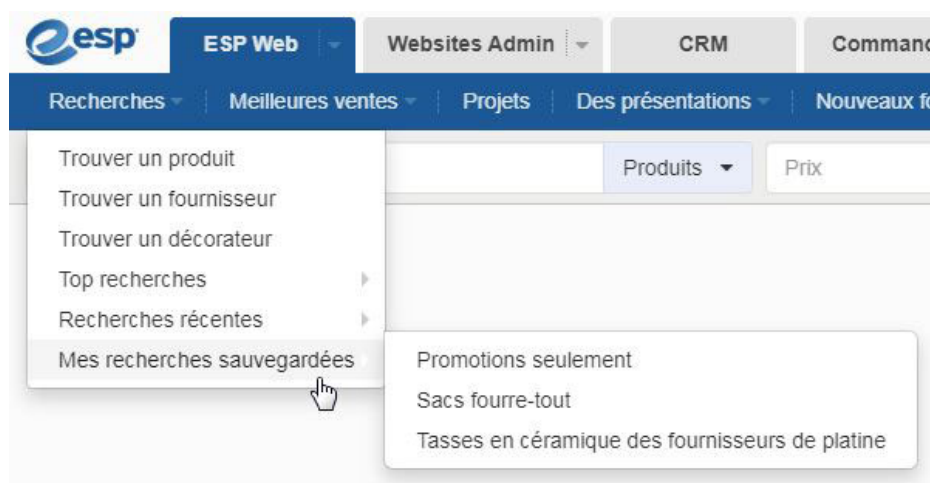 esp
ESP Web
Websites Admin
CRM
Recherches
Meilleures ventes
Projets
Des présentations
Nouveaux
Produits
Prix
Trouver un produit
Trouver un fournisseur
Trouver un décorateur
Top recherches
Recherches récentes
Mes recherches sauvegardées
Promotions seulement
Sacs fourre-tout
Tasses en céramique des fournisseurs de platine